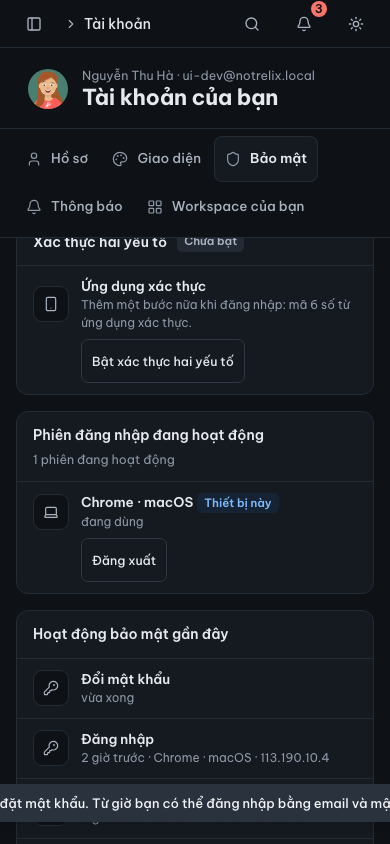 Tài khoản
3
Nguyễn Thu Hà · ui-dev@notrelix.local
Tài khoản của bạn
Hồ sơ
Giao diện
Bảo mật
Thông báo
Workspace của bạn
Xác thực hai yếu tố
Chưa bật
Ứng dụng xác thực
Thêm một bước nữa khi đăng nhập: mã 6 số từ
ứng dụng xác thực.
Bật xác thực hai yếu tố
Phiên đăng nhập đang hoạt động
1 phiên đang hoạt động
Chrome · macOS Thiết bị này
đang dùng
Đăng xuất
Hoạt động bảo mật gần đây
Đổi mật khẩu
vừa xong
Đăng nhập
2 giờ trước · Chrome · macOS · 113.190.10.4
đặt mật khẩu. Từ giờ bạn có thể đăng nhập bằng email và